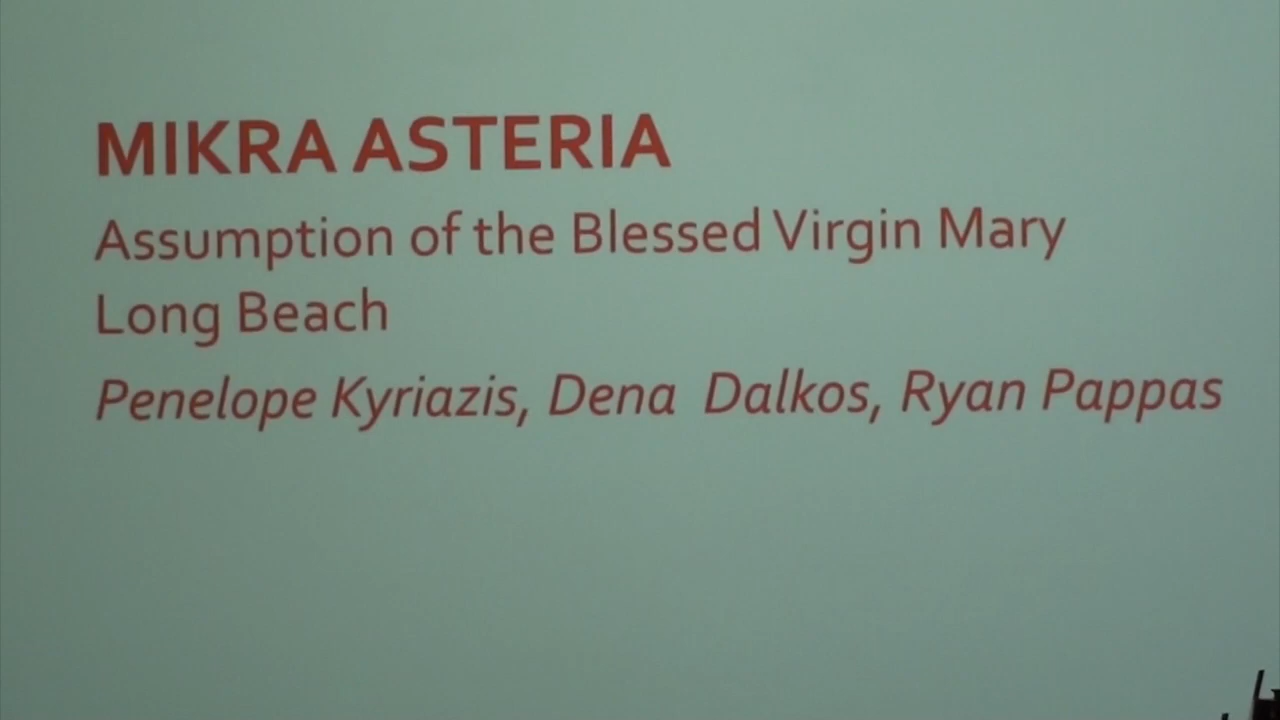 MIKRA ASTERIA
Assumption of the Blessed Virgin Mary
Long Beach
Penelope Kyriazis, Dena Dalkos, Ryan Pappas